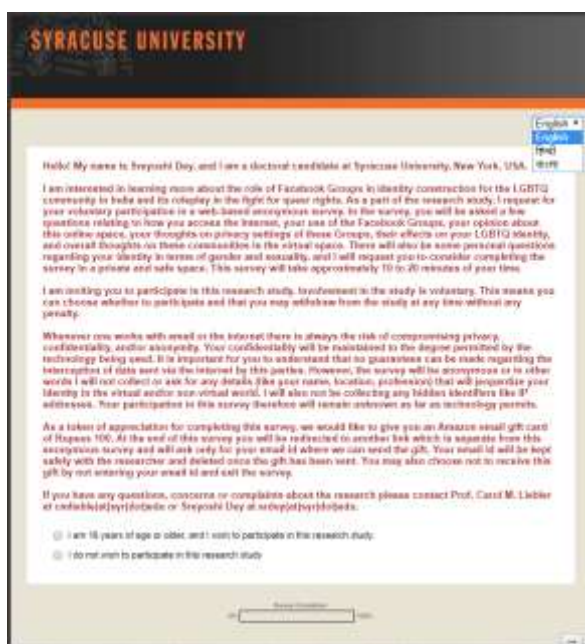 SYRACUSE UNIVERSITY
English
English
हिन्दी
বাংলা
Hello! My name is Sreyoshi Dey, and I am a doctoral candidate at Syracuse University, New York, USA.
I am interested in learning more about the role of Facebook Groups in identity construction for the LGBTQ
community in India and its roleplay in the fight for queer rights. As a part of the research study, I request for
your voluntary participation in a web-based anonymous survey. In the survey, you will be asked a few
questions relating to how you access the internet, your use of the Facebook Groups, your opinion about
this online space, your thoughts on privacy settings of these Groups, their effects on your LGBTQ identity,
and overall thoughts on these communities in the virtual space. There will also be some personal questions
regarding your identity in terms of gender and sexuality, and I will request you to consider completing the
survey in a private and safe space. This survey will take approximately 10 to 20 minutes of your time.
I am inviting you to participate in this research study. Involvement in the study is voluntary. This means you
can choose whether to participate and that you may withdraw from the study at any time without any
penalty.
Whenever one works with email or the internet there is always the risk of compromising privacy,
confidentiality, and/or anonymity. Your confidentiality will be maintained to the degree permitted by the
technology being used. It is important for you to understand that no guarantees can be made regarding the
interception of data sent via the internet by third parties. However, the survey will be anonymous or in other
words I will not collect or ask for any details (like your name, location, profession) that will jeopardize your
identity in the virtual and/or non-virtual world. I will also not be collecting any hidden identifiers like IP
addresses. Your participation in this survey therefore will remain unknown as far as technology permits.
As a token of appreciation for completing this survey, we would like to give you an Amazon email gift card
of Rupees 100. At the end of this survey you will be redirected to another link which is separate from this
anonymous survey and will ask only for your email id where we can send the gift. Your email id will be kept
safely with the researcher and deleted once the gift has been sent. You may also choose not to receive this
gift by not entering your email id and exit the survey.
If you have any questions, concerns or complaints about the research please contact Prof. Carol M. Liebler
or Sreyoshi Dey
I am 18 years of age or older, and I wish to participate in this research study.
I do not wish to participate in this research study
Survey Completion
0% 100%